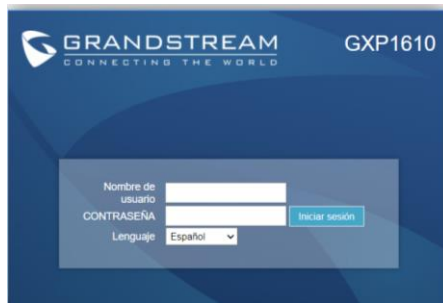 GRANDSTREAM
CONNECTING THE WORLD
GXP1610
Nombre de
usuario
CONTRASEÑA
Iniciar sesión
Lenguaje
Español